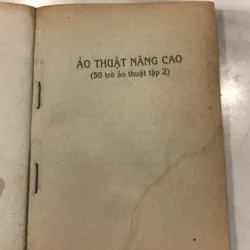 ẢO THUẬT NÂNG CAO
(50 trò ảo thuật tập 2)